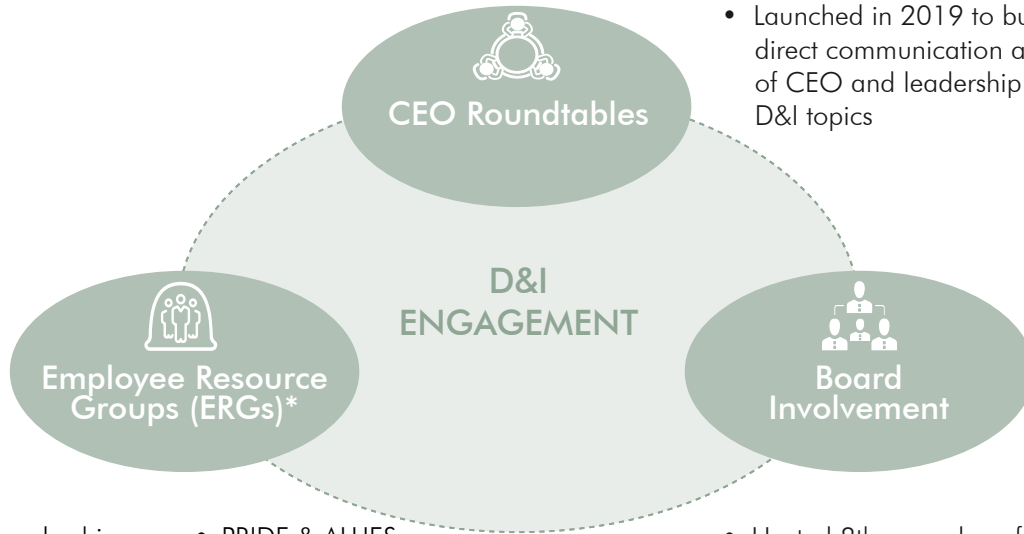 • Launched in 2019 to
direct communication
of CEO and leadership
D&I topics
CEO Roundtables
D&I
ENGAGEMENT
Employee Resource
Groups (ERGs)*
Board
Involvement
• PRIDE & ALLIES